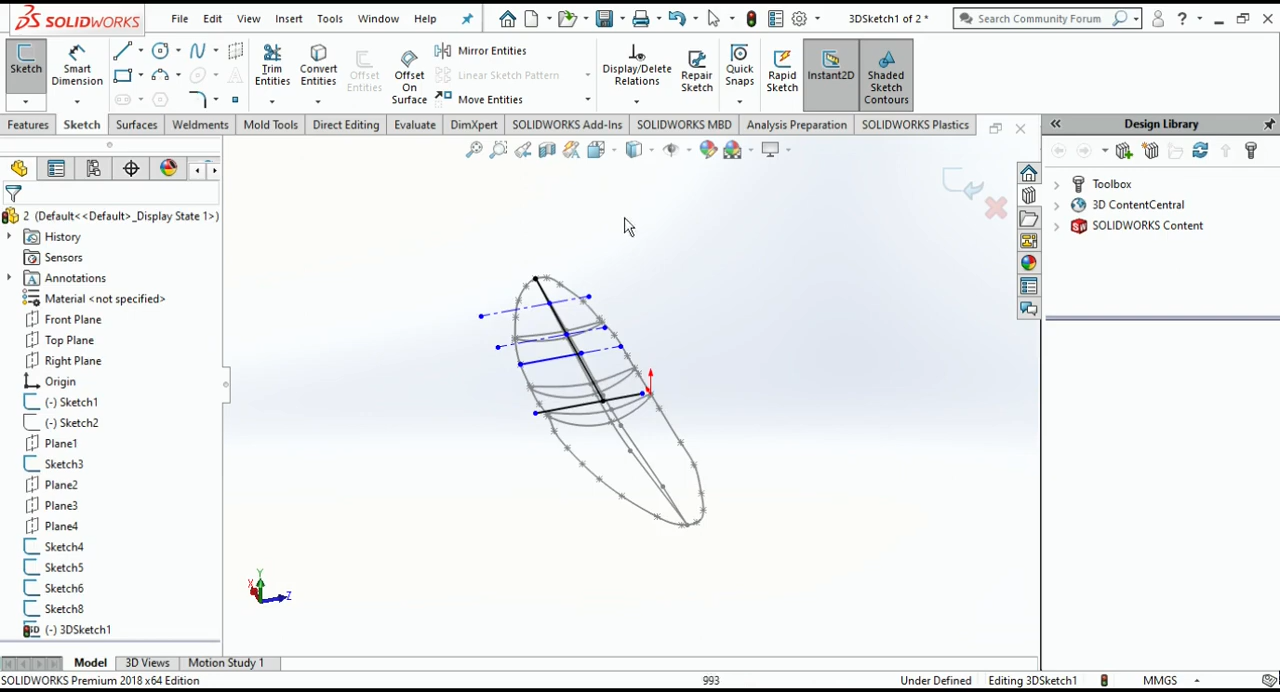 SOLIDWORKS File Edit View Insert Tools Window Help 3DSketch1 of 2 * Search Community Forum ?
Sketch Smart Dimension Trim Entities Convert Entities Offset Entities Offset On Surface Mirror Entities Linear Sketch Pattern Move Entities Display/Delete Relations Repair Sketch Quick Snaps Rapid Sketch Instant2D Shaded Sketch Contours
Features Sketch Surfaces Weldments Mold Tools Direct Editing Evaluate DimXpert SOLIDWORKS Add-Ins SOLIDWORKS MBD Analysis Preparation SOLIDWORKS Plastics Design Library
2 (Default<<Default>_Display State 1>)
History
Sensors
Annotations
Material <not specified>
Front Plane
Top Plane
Right Plane
Origin
(-) Sketch1
(-) Sketch2
Plane1
Sketch3
Plane2
Plane3
Plane4
Sketch4
Sketch5
Sketch6
Sketch8
3D (-) 3DSketch1
Toolbox
3D ContentCentral
SOLIDWORKS Content
Y
X
Z
Model 3D Views Motion Study 1
SOLIDWORKS Premium 2018 x64 Edition 993 Under Defined Editing 3DSketch1 MMGS